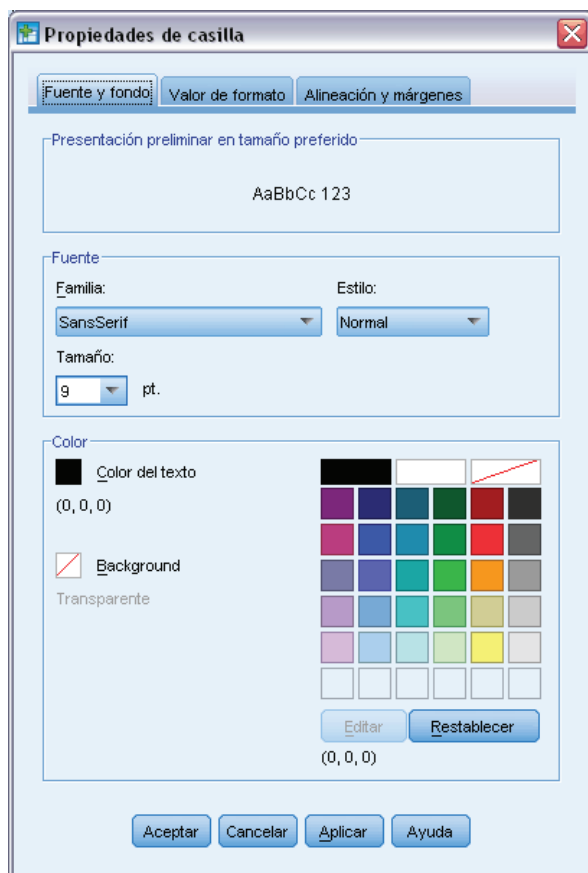 Propiedades de casilla
Fuente y fondo Valor de formato Alineación y márgenes
Presentación preliminar en tamaño preferido
AaBbCc 123
Fuente
Familia: Estilo:
SansSerif Normal
Tamaño:
9 pt.
Color
Color del texto
(0, 0, 0)
Background
Transparente
Editar Restablecer
(0, 0, 0)
Aceptar Cancelar Aplicar Ayuda